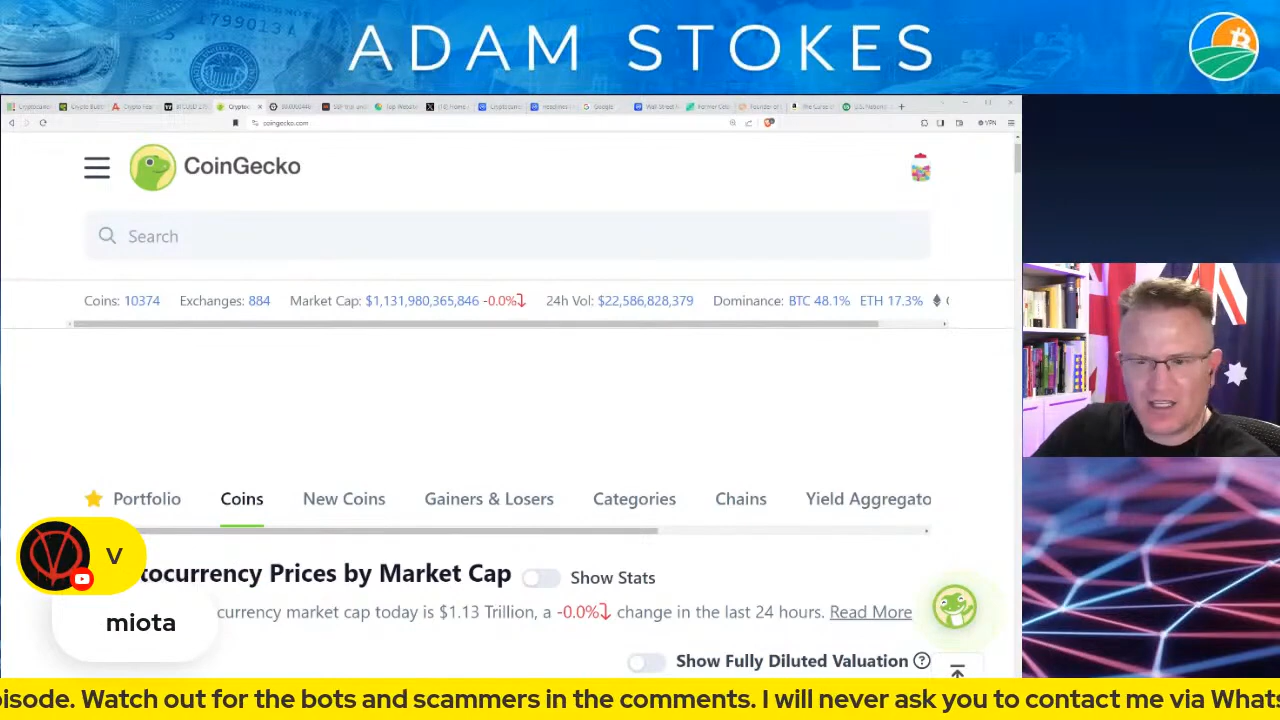 ADAM STOKES
coingecko.com
VPN
CoinGecko
Search
Coins: 10374 Exchanges: 884 Market Cap: $1,131,980,365,846 -0.0% 24h Vol: $22,586,828,379 Dominance: BTC 48.1% ETH 17.3%
Portfolio Coins New Coins Gainers & Losers Categories Chains Yield Aggregato
V
tocurrency Prices by Market Cap Show Stats
miota
currency market cap today is $1.13 Trillion, a -0.0% change in the last 24 hours. Read More
Show Fully Diluted Valuation
pisode. Watch out for the bots and scammers in the comments. I will never ask you to contact me via Whats